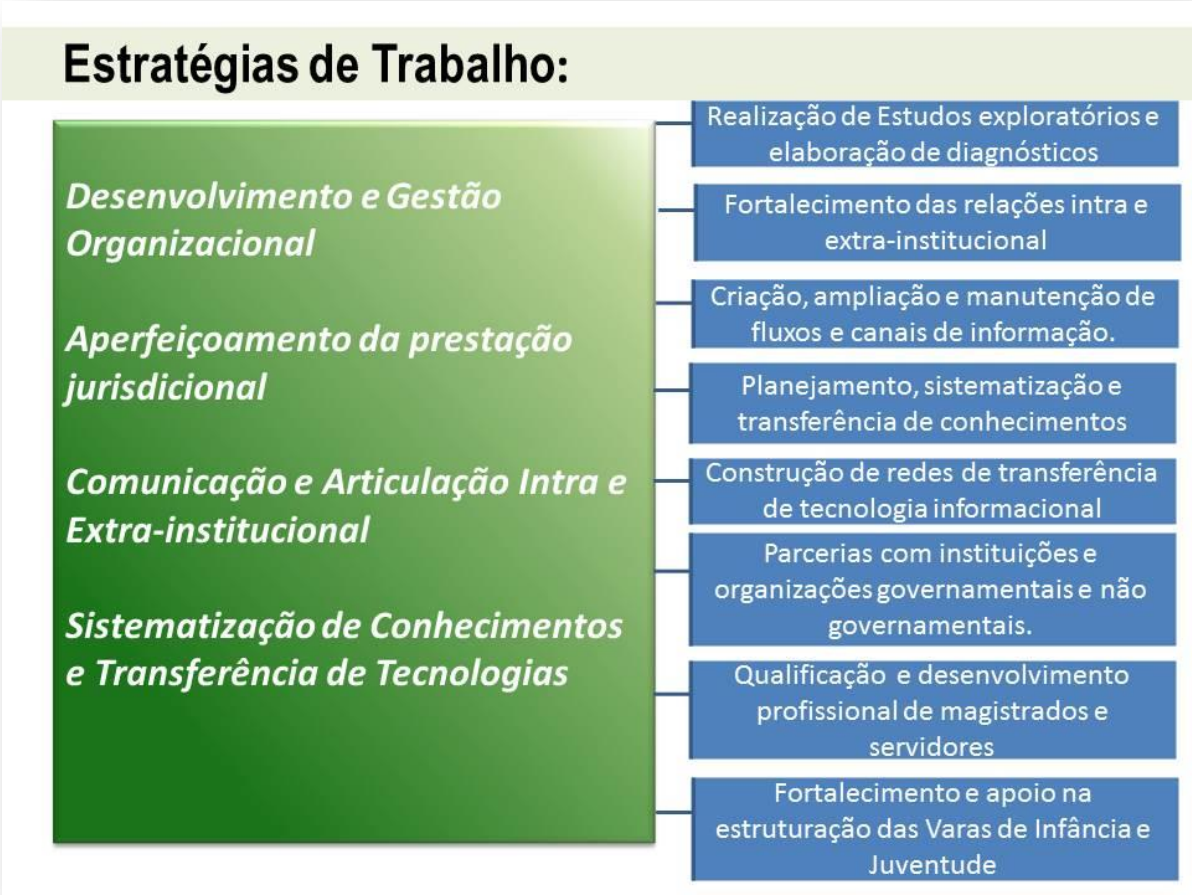 Estratégias de Trabalho:
Desenvolvimento e Gestão
Organizacional
Aperfeiçoamento da prestação
jurisdicional
Comunicação e Articulação Intra e
Extra-institucional
Sistematização de Conhecimentos
e Transferência de Tecnologias
Realização de Estudos exploratórios e
elaboração de diagnósticos
Fortalecimento das relações intra e
extra-institucional
Criação, ampliação e manutenção de
fluxos e canais de informação.
Planejamento, sistematização e
transferência de conhecimentos
Construção de redes de transferência
de tecnologia informacional
Parcerias com instituições e
organizações governamentais e não
governamentais.
Qualificação e desenvolvimento
profissional de magistrados e
servidores
Fortalecimento e apoio na
estruturação das Varas de Infância e
Juventude